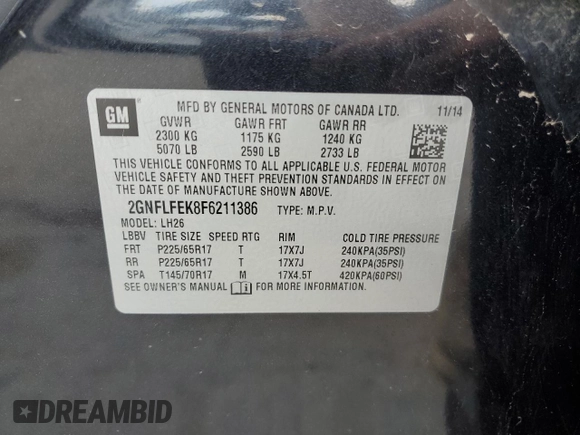 GM
MFD BY GENERAL MOTORS OF CANADA LTD. 11/14
GVWR GAWR FRT GAWR RR
2300 KG 1175 KG 1240 KG
5070 LB 2590 LB 2733 LB
THIS VEHICLE CONFORMS TO ALL APPLICABLE U.S. FEDERAL MOTOR
VEHICLE SAFETY AND THEFT PREVENTION STANDARDS IN EFFECT ON
THE DATE OF MANUFACTURE SHOWN ABOVE.
2GNFLFEK8F6211386 TYPE: M.P.V.
MODEL: LH26
LBBV TIRE SIZE SPEED RTG RIM COLD TIRE PRESSURE
FRT P225/65R17 T 17X7J 240KPA(35PSI)
RR P225/65R17 T 17X7J 240KPA(35PSI)
SPA T145/70R17 M 17X4.5T 420KPA(60PSI)
SEE OWNER'S MANUAL FOR MORE INFORMATION.
DREAMBID